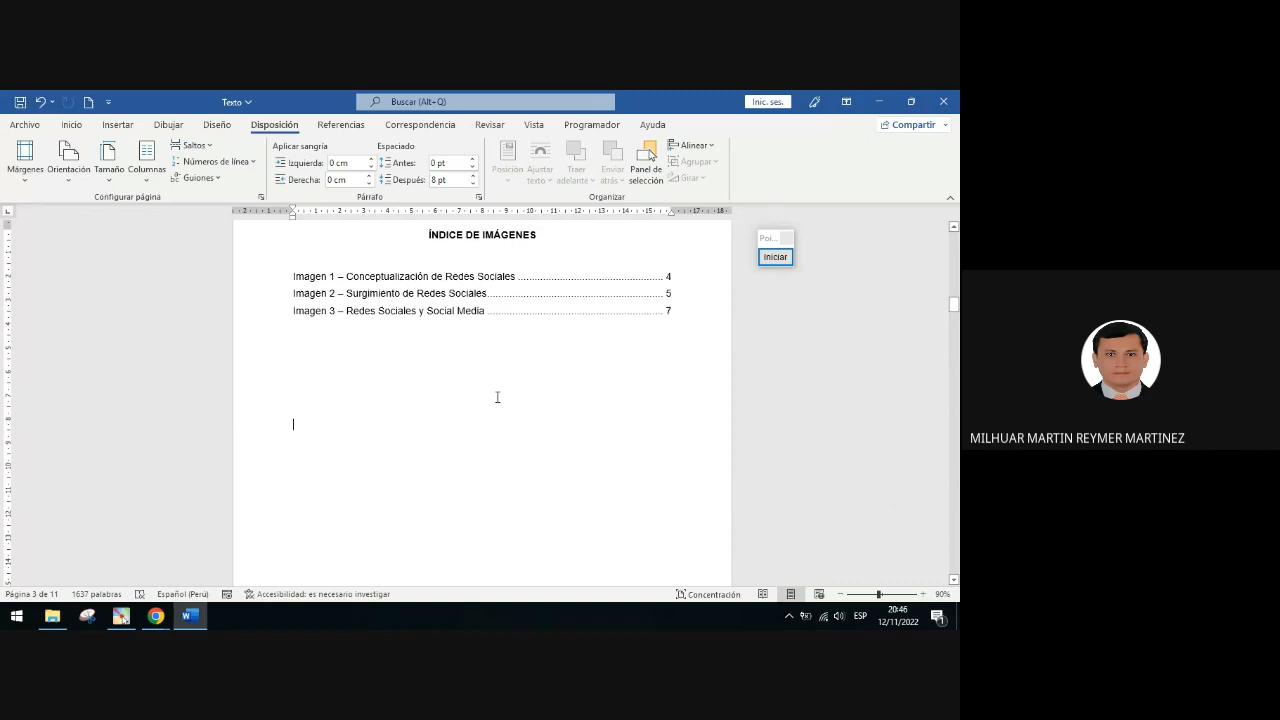 Texto
Buscar (Alt+Q)
Inic. ses.
Archivo Inicio Insertar Dibujar Diseño Disposición Referencias Correspondencia Revisar Vista Programador Ayuda
Compartir
Márgenes
Orientación
Tamaño
Columnas
Saltos
Números de línea
Guiones
Configurar página
Aplicar sangría
Izquierda: 0 cm
Derecha: 0 cm
Espaciado
Antes: 0 pt
Después: 8 pt
Párrafo
Posición
Ajustar texto
Traer adelante
Enviar atrás
Panel de selección
Alinear
Agrupar
Girar
Organizar
ÍNDICE DE IMÁGENES
Imagen 1 – Conceptualización de Redes Sociales ............................................ 4
Imagen 2 – Surgimiento de Redes Sociales..................................................... 5
Imagen 3 – Redes Sociales y Social Media ..................................................... 7
Poi...
Iniciar
MILHUAR MARTIN REYMER MARTINEZ
Página 3 de 11 1637 palabras Español (Perú) Accesibilidad: es necesario investigar
Concentración
90%
ESP
20:46
12/11/2022